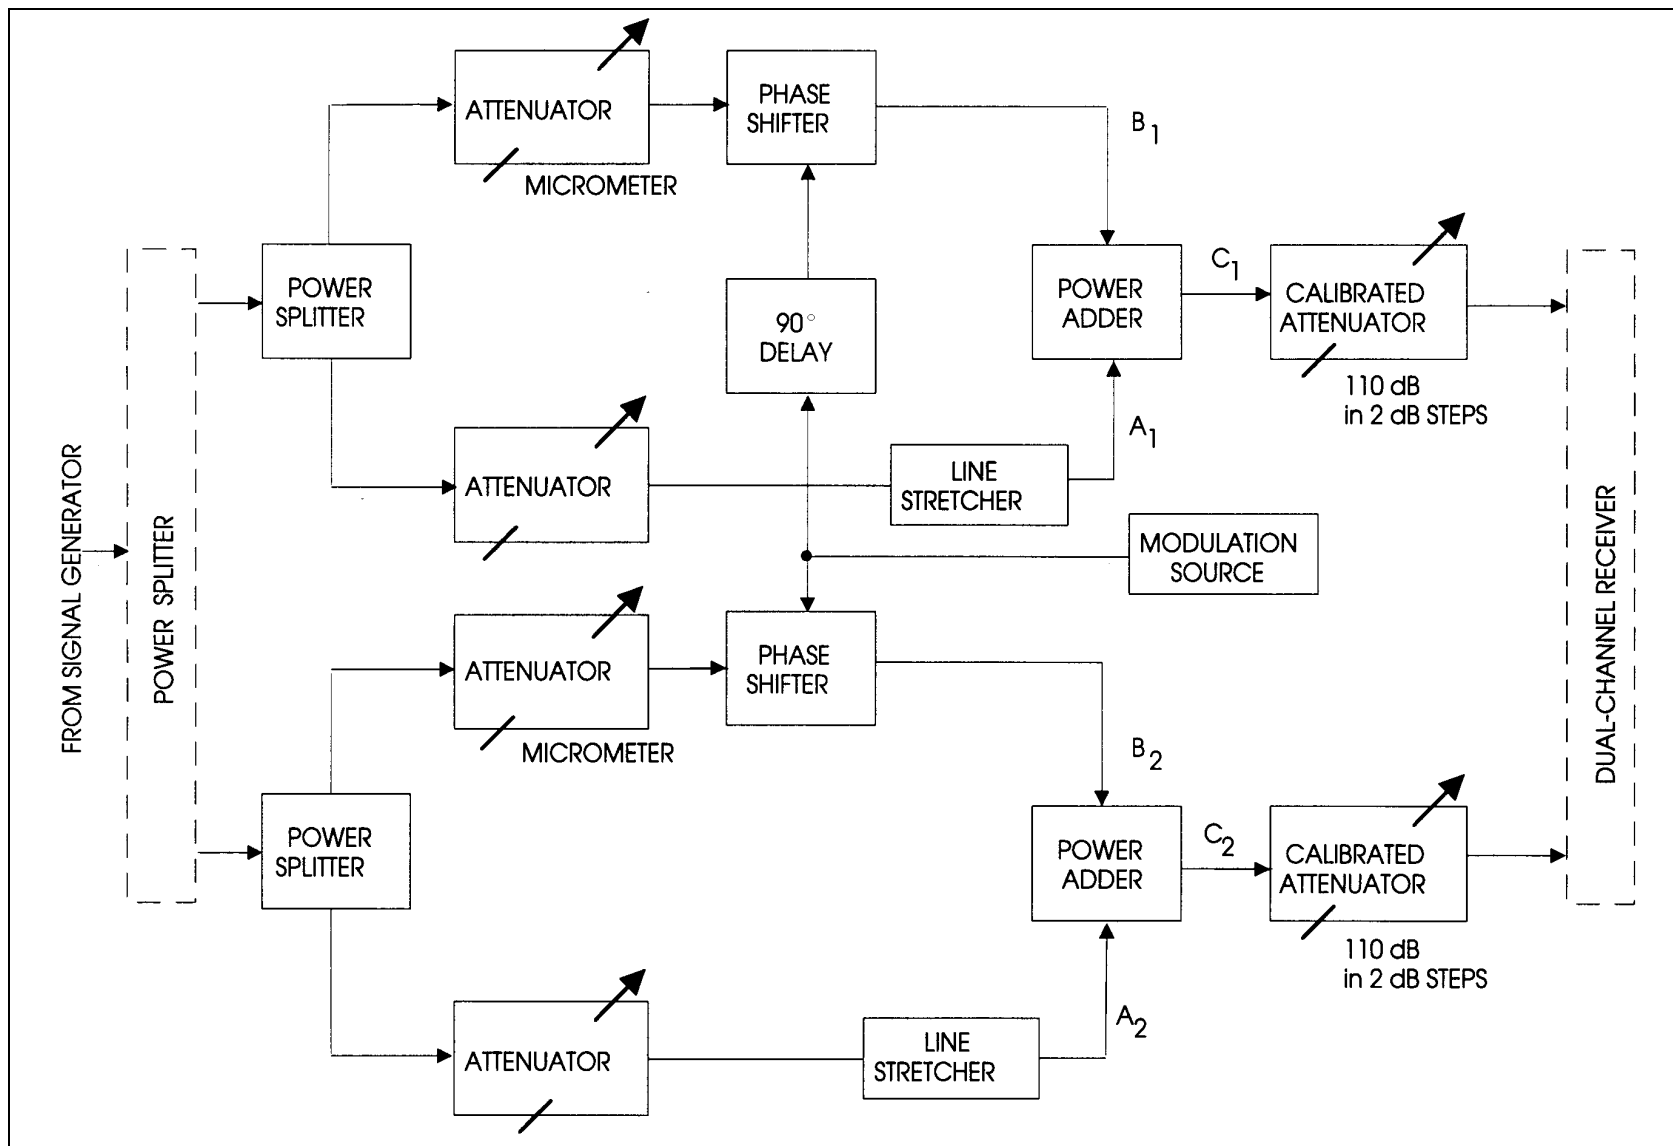 ATTENUATOR
MICROMETER
PHASE
SHIFTER
B1
POWER
SPLITTER
90°
DELAY
POWER
ADDER
C1
CALIBRATED
ATTENUATOR
110 dB
in 2 dB STEPS
A1
ATTENUATOR
LINE
STRETCHER
MODULATION
SOURCE
FROM SIGNAL GENERATOR
POWER SPLITTER
DUAL-CHANNEL RECEIVER
ATTENUATOR
MICROMETER
PHASE
SHIFTER
B2
POWER
SPLITTER
POWER
ADDER
C2
CALIBRATED
ATTENUATOR
110 dB
in 2 dB STEPS
A2
ATTENUATOR
LINE
STRETCHER